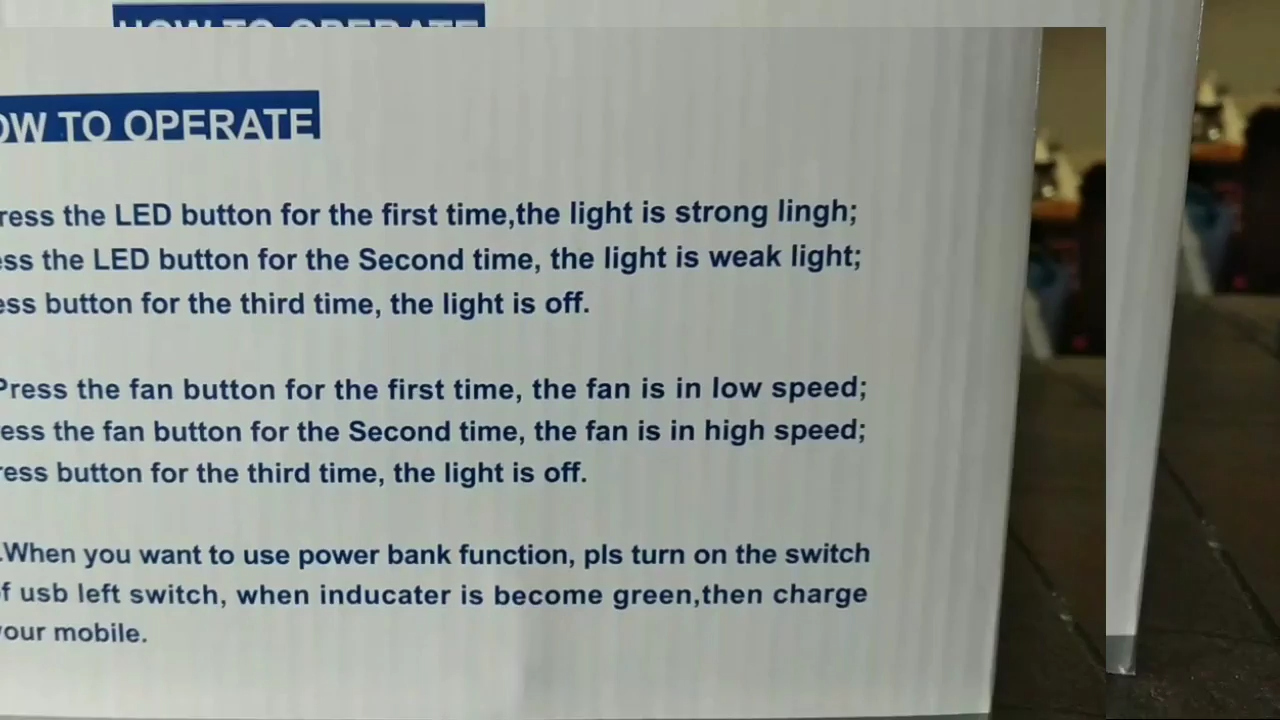 HOW TO OPERATE
OW TO OPERATE
ress the LED button for the first time,the light is strong lingh;
ess the LED button for the Second time, the light is weak light;
ess button for the third time, the light is off.
Press the fan button for the first time, the fan is in low speed;
ess the fan button for the Second time, the fan is in high speed;
ress button for the third time, the light is off.
.When you want to use power bank function, pls turn on the switch
f usb left switch, when inducater is become green,then charge
your mobile.